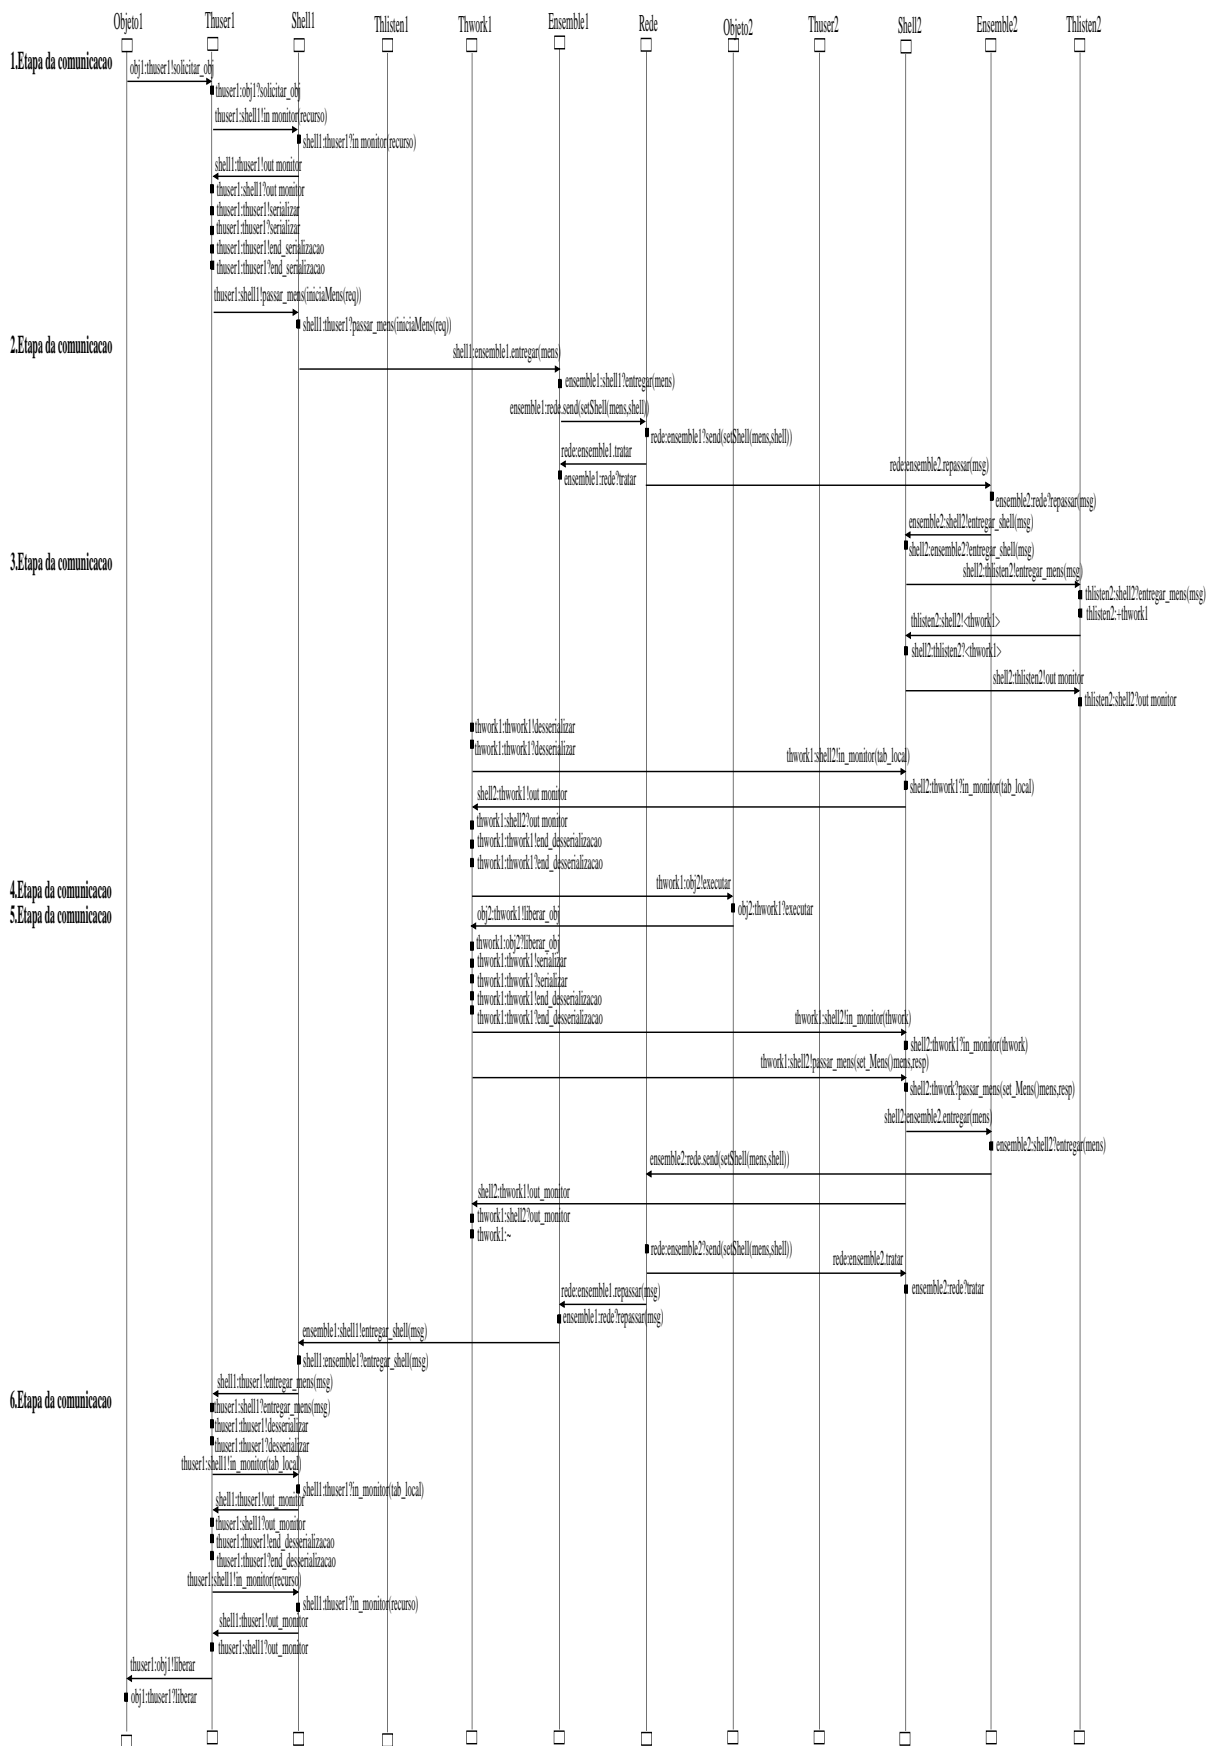 Objeto1
Thuser1
Shell1
Thlisten1
Thwork1
Ensemble1
Rede
Objeto2
Thuser2
Shell2
Ensemble2
Thlisten2
1.Etapa da comunicacao
obj1:thuser1!solicitar_obj
thuser1:obj1?solicitar_obj
thuser1:shell1!in monitor(recurso)
shell1:thuser1?in monitor(recurso)
shell1:thuser1!out monitor
thuser1:shell1?out monitor
thuser1:thuser1!serializar
thuser1:thuser1?serializar
thuser1:thuser1!end_serializacao
thuser1:thuser1?end_serializacao
thuser1:shell1!passar_mens(iniciaMens(req))
shell1:thuser1?passar_mens(iniciaMens(req))
2.Etapa da comunicacao
shell1:ensemble1.entregar(mens)
ensemble1:shell1?entregar(mens)
ensemble1:rede.send(setShell(mens,shell))
rede:ensemble1?send(setShell(mens,shell))
rede:ensemble1.tratar
ensemble1:rede?tratar
rede:ensemble2.repassar(msg)
ensemble2:rede?repassar(msg)
ensemble2:shell2!entregar_shell(msg)
shell2:ensemble2?entregar_shell(msg)
3.Etapa da comunicacao
shell2:thlisten2!entregar_mens(msg)
thlisten2:shell2?entregar_mens(msg)
thlisten2:+thwork1
thlisten2:shell2!<thwork1>
shell2:thlisten2?<thwork1>
shell2:thlisten2!out monitor
thlisten2:shell2?out monitor
thwork1:thwork1!desserializar
thwork1:thwork1?desserializar
thwork1:shell2!in_monitor(tab_local)
shell2:thwork1?in_monitor(tab_local)
shell2:thwork1!out monitor
thwork1:shell2?out monitor
thwork1:thwork1!end_desserializacao
thwork1:thwork1?end_desserializacao
4.Etapa da comunicacao
thwork1:obj2!executar
obj2:thwork1?executar
5.Etapa da comunicacao
obj2:thwork1!liberar_obj
thwork1:obj2?liberar_obj
thwork1:thwork1!serializar
thwork1:thwork1?serializar
thwork1:thwork1!end_desserializacao
thwork1:thwork1?end_desserializacao
thwork1:shell2!in_monitor(thwork)
shell2:thwork1?in_monitor(thwork)
thwork1:shell2!passar_mens(set_Mens()mens,resp)
shell2:thwork?passar_mens(set_Mens()mens,resp)
shell2:ensemble2.entregar(mens)
ensemble2:shell2?entregar(mens)
ensemble2:rede.send(setShell(mens,shell))
shell2:thwork1!out_monitor
thwork1:shell2?out_monitor
thwork1:~
rede:ensemble2?send(setShell(mens,shell))
rede:ensemble2.tratar
ensemble2:rede?tratar
rede:ensemble1.repassar(msg)
ensemble1:rede?repassar(msg)
ensemble1:shell1!entregar_shell(msg)
shell1:ensemble1?entregar_shell(msg)
6.Etapa da comunicacao
shell1:thuser1!entregar_mens(msg)
thuser1:shell1?entregar_mens(msg)
thuser1:thuser1!desserializar
thuser1:thuser1?desserializar
thuser1:shell1!in_monitor(tab_local)
shell1:thuser1?in_monitor(tab_local)
shell1:thuser1!out_monitor
thuser1:shell1?out_monitor
thuser1:thuser1!end_desserializacao
thuser1:thuser1?end_desserializacao
thuser1:shell1!in_monitor(recurso)
shell1:thuser1?in_monitor(recurso)
shell1:thuser1!out_monitor
thuser1:shell1?out_monitor
thuser1:obj1!liberar
obj1:thuser1?liberar